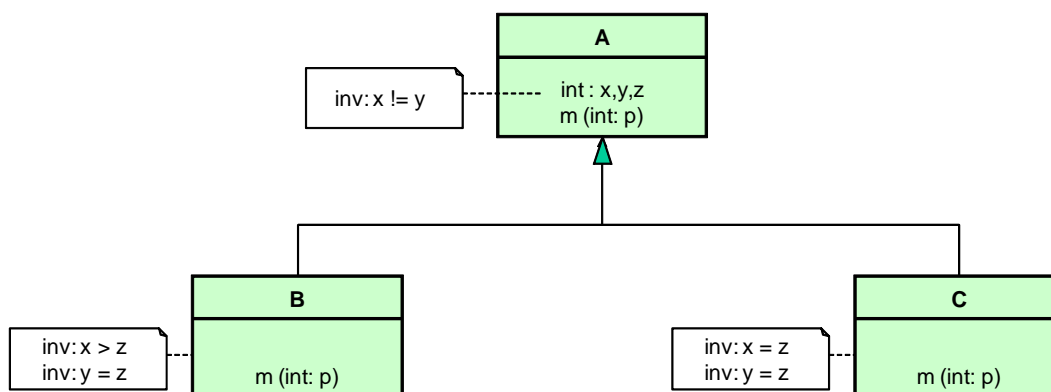 A
inv: x != y
int : x,y,z
m (int: p)
B
inv: x > z
inv: y = z
m (int: p)
C
inv: x = z
inv: y = z
m (int: p)